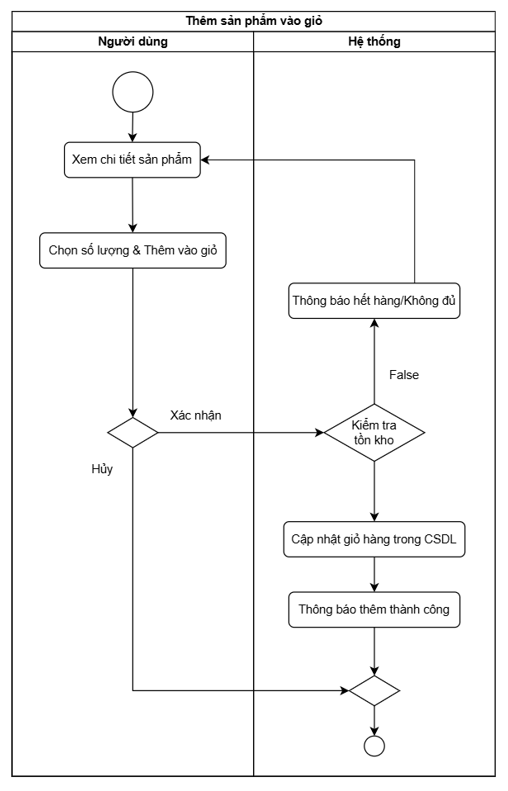 Thêm sản phẩm vào giỏ
Người dùng
Hệ thống
Xem chi tiết sản phẩm
Chọn số lượng & Thêm vào giỏ
Thông báo hết hàng/Không đủ
False
Xác nhận
Kiểm tra
tồn kho
Hủy
Cập nhật giỏ hàng trong CSDL
Thông báo thêm thành công